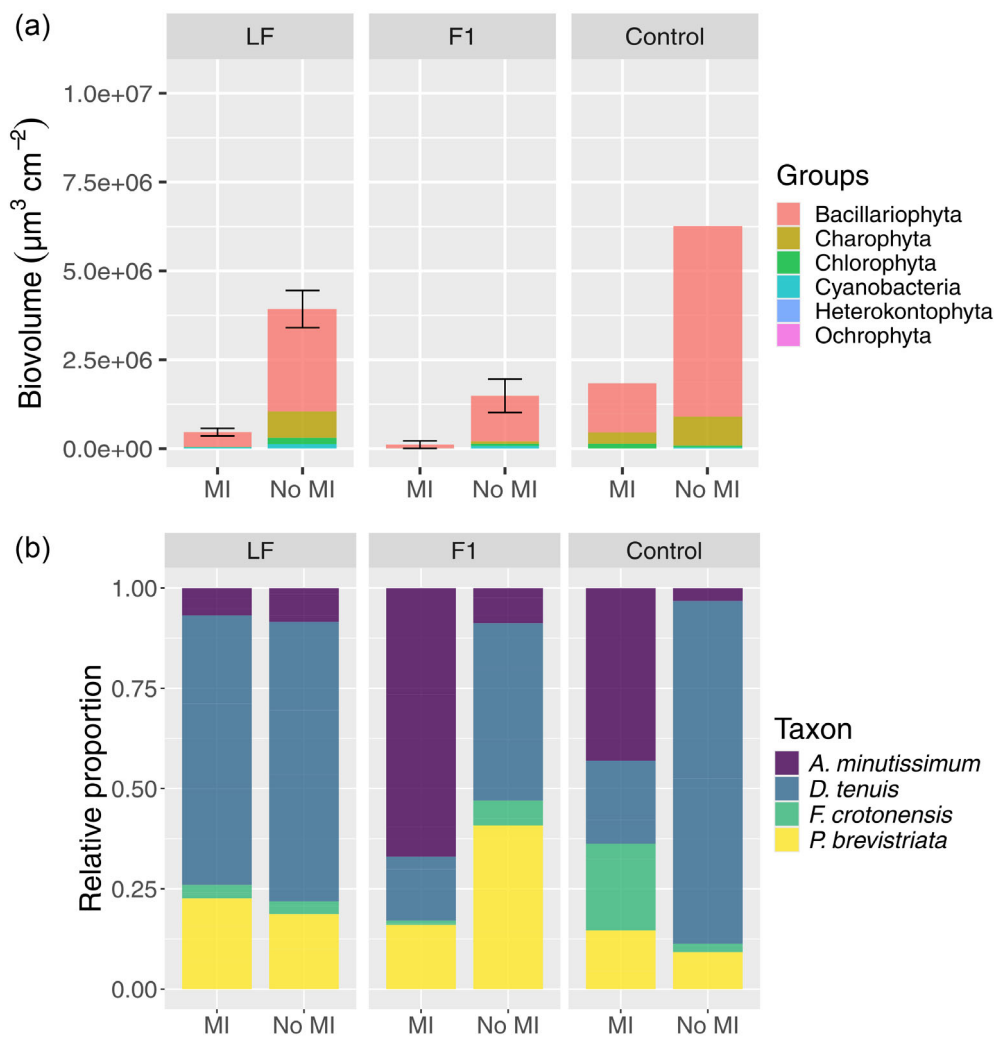 (a)
LF F1 Control
1.0e+07
7.5e+06
5.0e+06
2.5e+06
0.0e+00
Biovolume (µm³ cm⁻²)
MI No MI MI No MI MI No MI
Groups
Bacillariophyta
Charophyta
Chlorophyta
Cyanobacteria
Heterokontophyta
Ochrophyta
(b)
LF F1 Control
1.00
0.75
0.50
0.25
0.00
Relative proportion
MI No MI MI No MI MI No MI
Taxon
A. minutissimum
D. tenuis
F. crotonensis
P. brevistriata